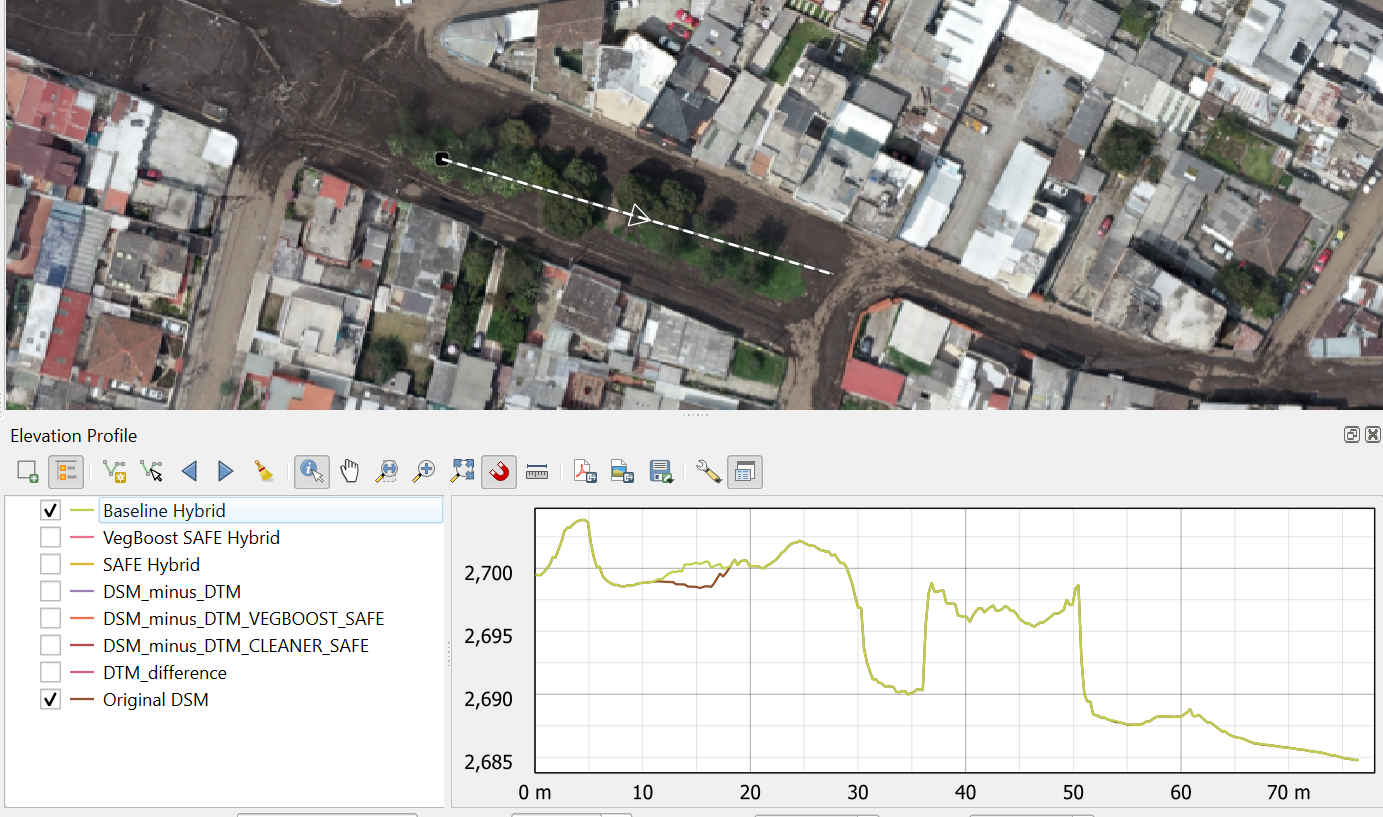 Elevation Profile
Baseline Hybrid
VegBoost SAFE Hybrid
SAFE Hybrid
DSM_minus_DTM
DSM_minus_DTM_VEGBOOST_SAFE
DSM_minus_DTM_CLEANER_SAFE
DTM_difference
Original DSM
2,700
2,695
2,690
2,685
0 m
10
20
30
40
50
60
70 m